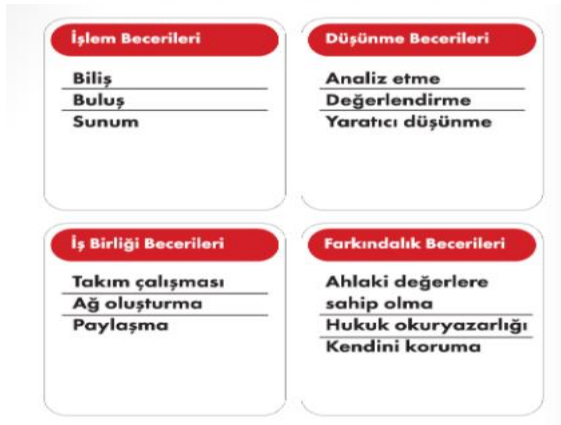 İşlem Becerileri
Biliş
Buluş
Sunum
Düşünme Becerileri
Analiz etme
Değerlendirme
Yaratıcı düşünme
İş Birliği Becerileri
Takım çalışması
Ağ oluşturma
Paylaşma
Farkındalık Becerileri
Ahlaki değerlere
sahip olma
Hukuk okuryazarlığı
Kendini koruma